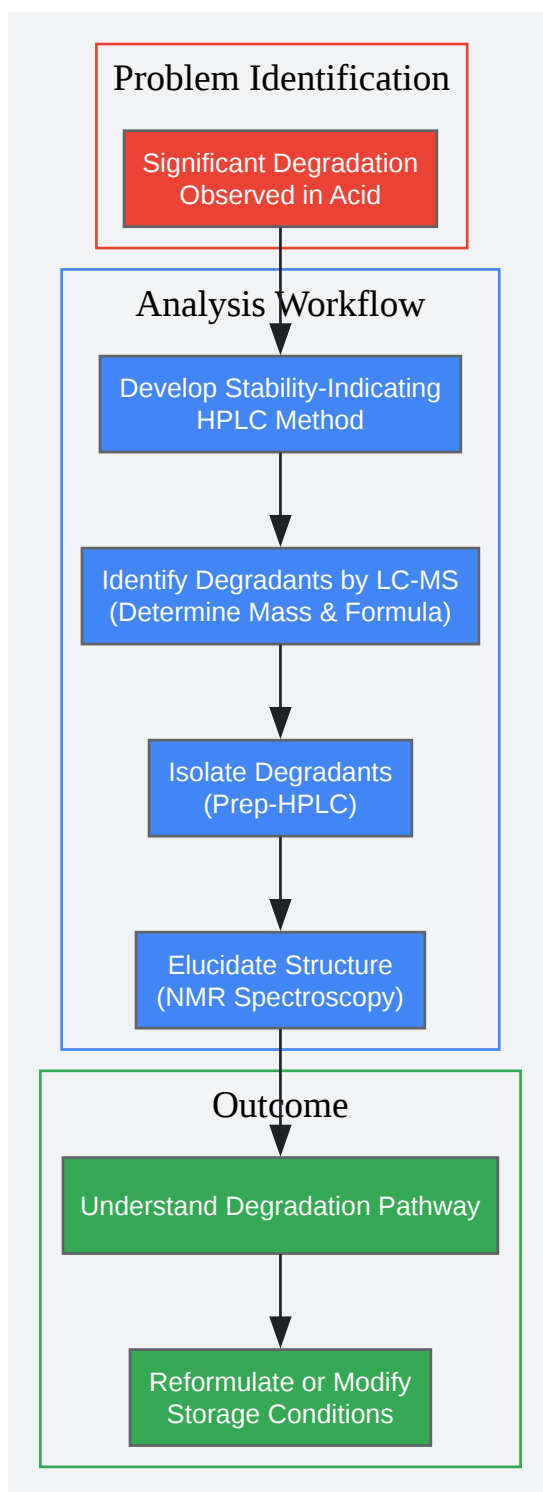 Problem Identification
Significant Degradation
Observed in Acid
Analysis Workflow
Develop Stability-Indicating
HPLC Method
Identify Degradants by LC-MS
(Determine Mass & Formula)
Isolate Degradants
(Prep-HPLC)
Elucidate Structure
(NMR Spectroscopy)
Outcome
Understand Degradation Pathway
Reformulate or Modify
Storage Conditions